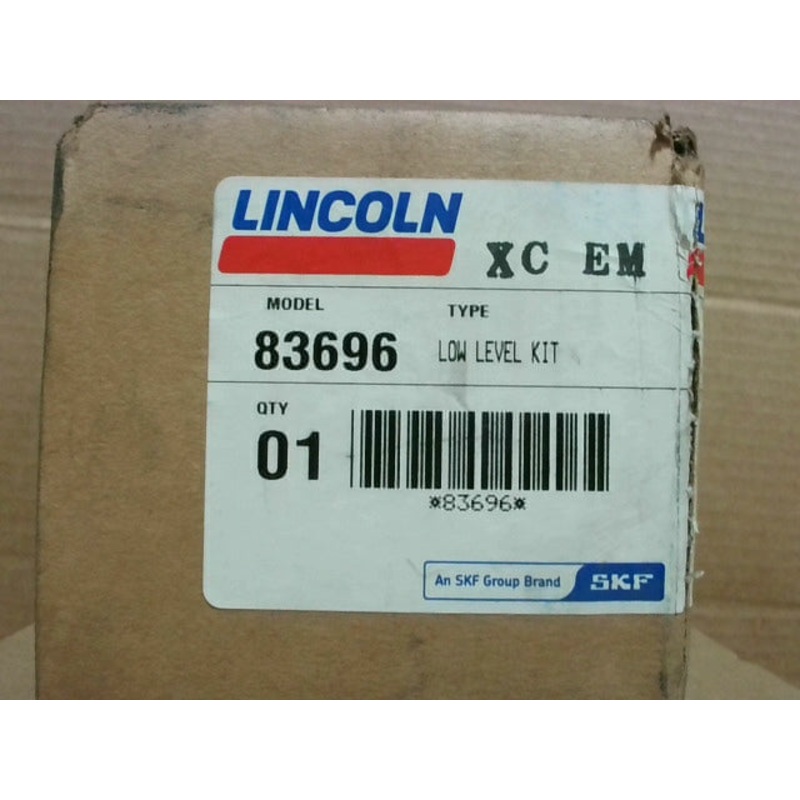 LINCOLN
XC EM
MODEL
TYPE
83696
LOW LEVEL KIT
QTY
01
*83696*
An SKF Group Brand
SKF